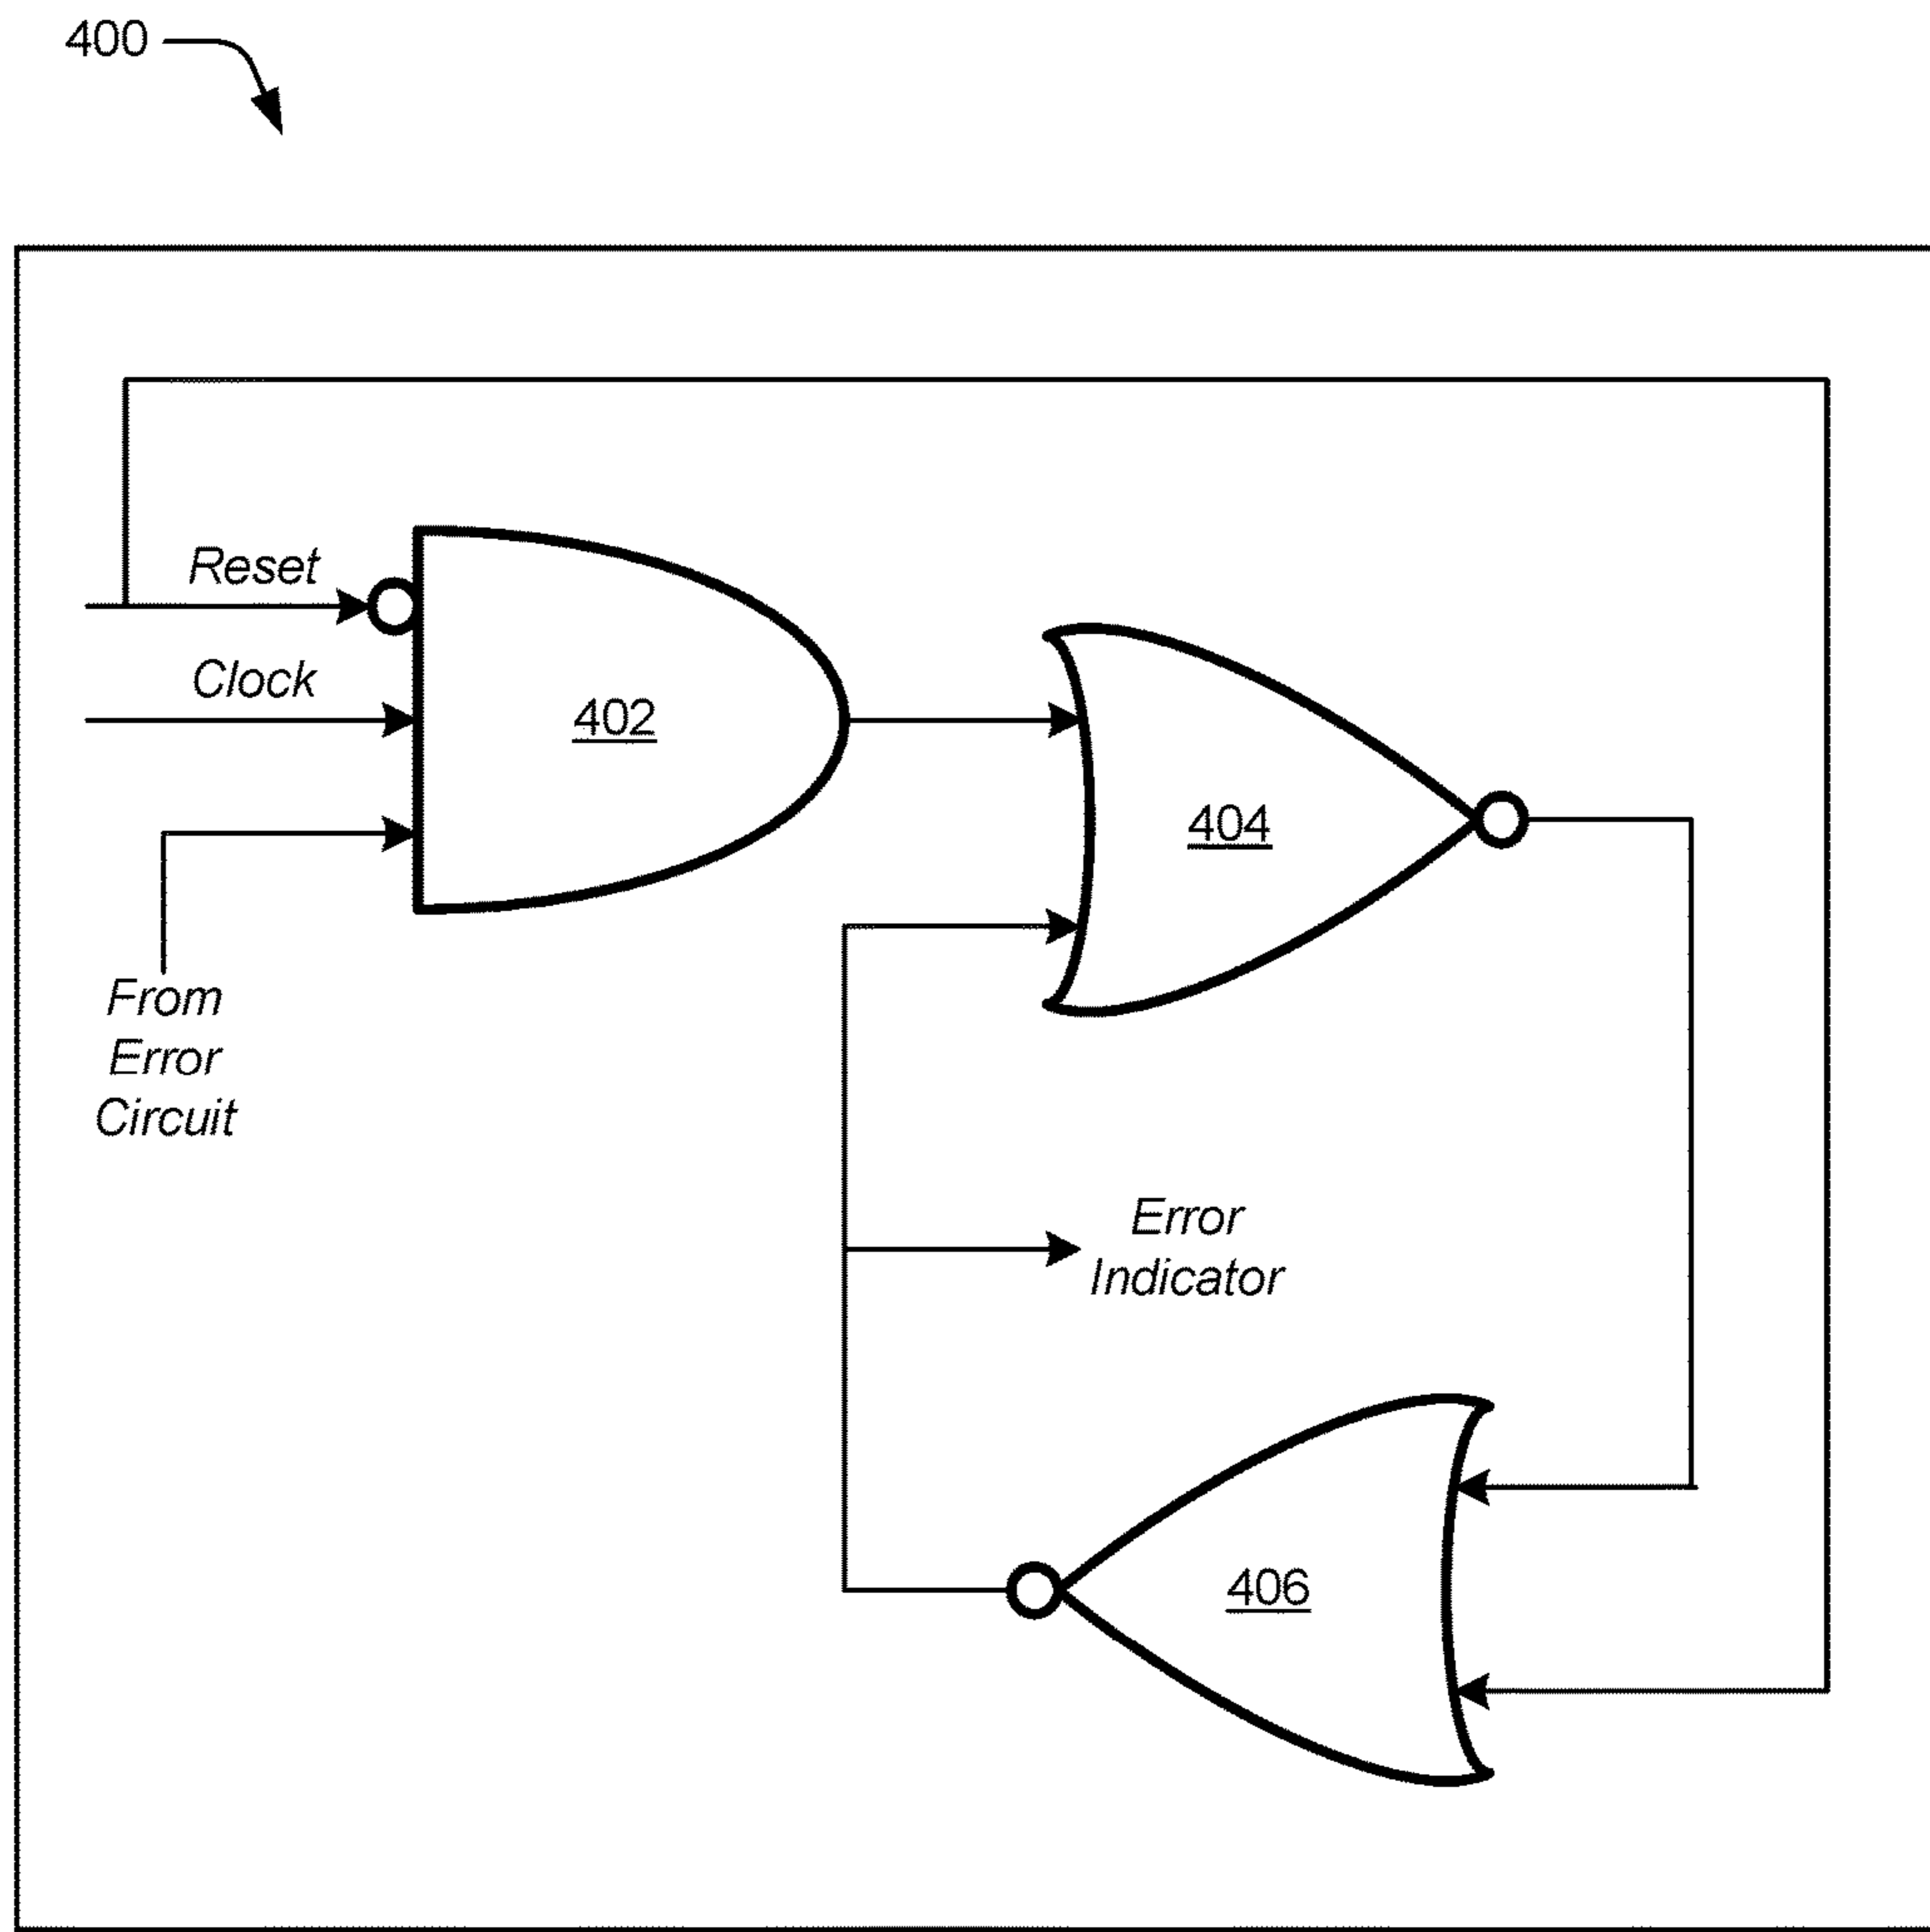 400
Reset
Clock
402
404
From
Error
Circuit
Error
Indicator
406